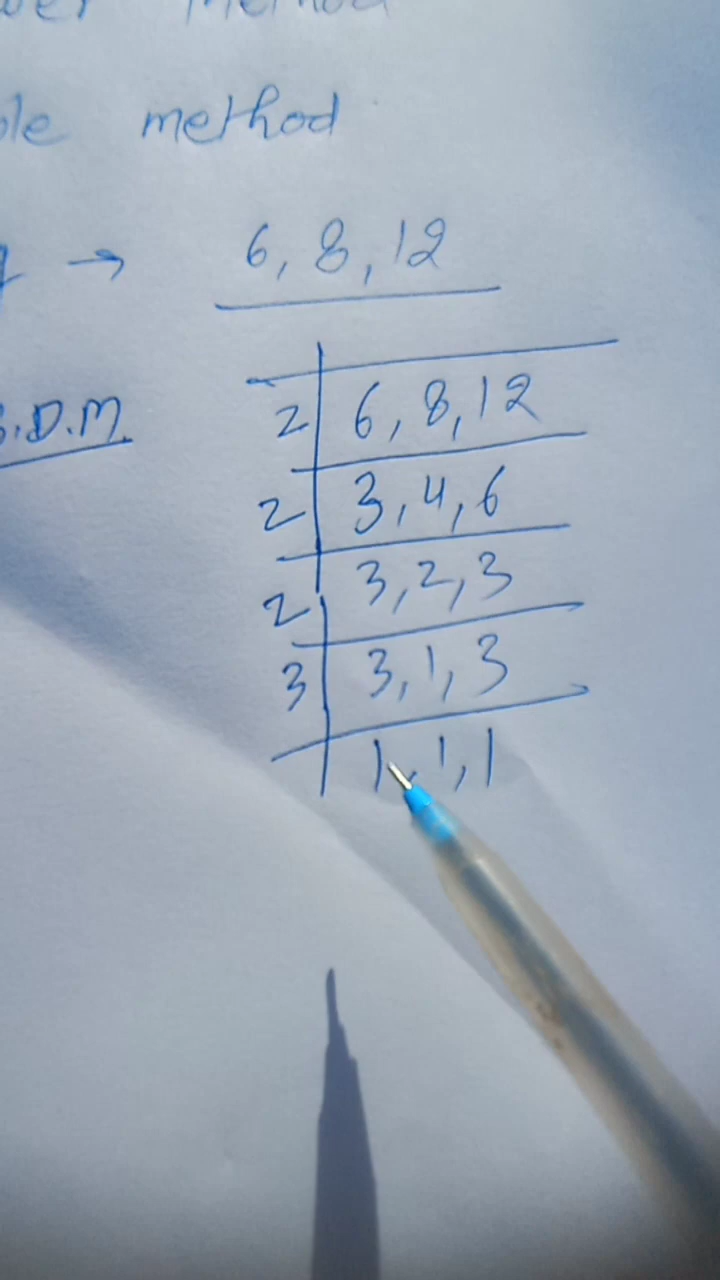 method
6, 8, 12
.D.M
2 | 6, 8, 12
2 | 3, 4, 6
2 | 3, 2, 3
3 | 3, 1, 3
1, 1, 1